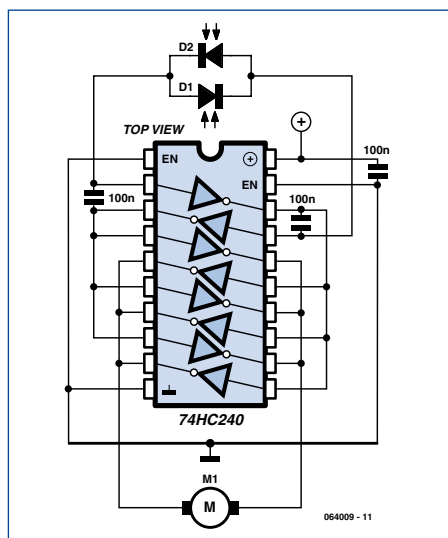 D2
D1
TOP VIEW
EN
100n
EN
100n
100n
74HC240
M1
M
064009 - 11